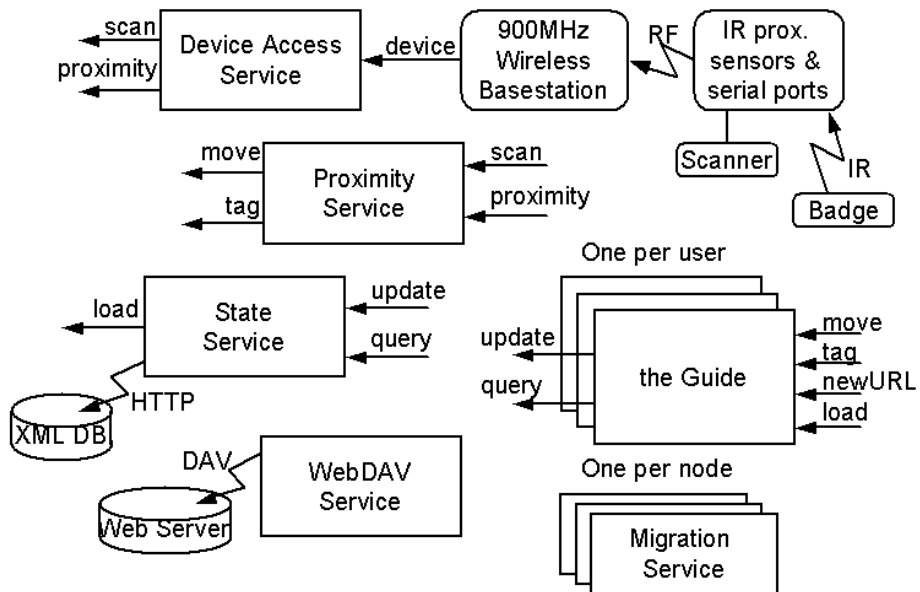 scan
proximity
Device Access
Service
device
900MHz
Wireless
Basestation
RF
IR prox.
sensors &
serial ports
Scanner
IR
Badge
move
tag
Proximity
Service
scan
proximity
One per user
load
State
Service
update
query
HTTP
XML DB
update
query
the Guide
move
tag
newURL
load
DAV
Web Server
WebDAV
Service
One per node
Migration
Service